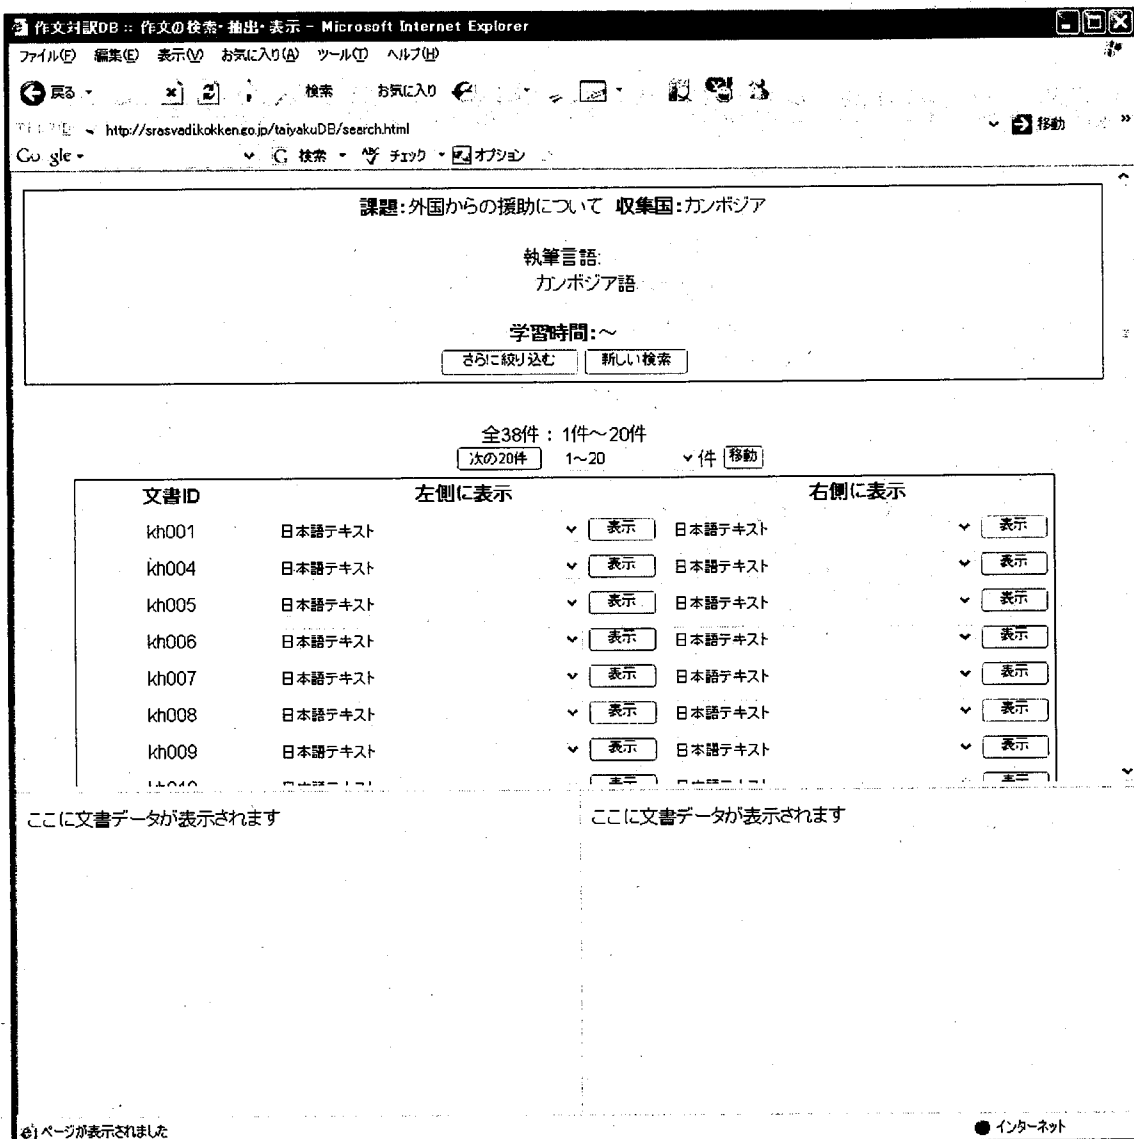 作文対訳DB :: 作文の検索・抽出・表示 - Microsoft Internet Explorer
ファイル(F) 編集(E) 表示(V) お気に入り(A) ツール(T) ヘルプ(H)
戻る 検索 お気に入り
http://srasvadi.kokken.go.jp/taiyakuDB/search.html 移動 »
Go gle 検索 チェック オプション
課題:外国からの援助について 収集国:カンボジア
執筆言語:
カンボジア語
学習時間:～
さらに絞り込む 新しい検索
全38件 : 1件～20件
次の20件 1～20 件 移動
文書ID 左側に表示 右側に表示
kh001 日本語テキスト 表示 日本語テキスト 表示
kh004 日本語テキスト 表示 日本語テキスト 表示
kh005 日本語テキスト 表示 日本語テキスト 表示
kh006 日本語テキスト 表示 日本語テキスト 表示
kh007 日本語テキスト 表示 日本語テキスト 表示
kh008 日本語テキスト 表示 日本語テキスト 表示
kh009 日本語テキスト 表示 日本語テキスト 表示
ここに文書データが表示されます ここに文書データが表示されます
ページが表示されました インターネット